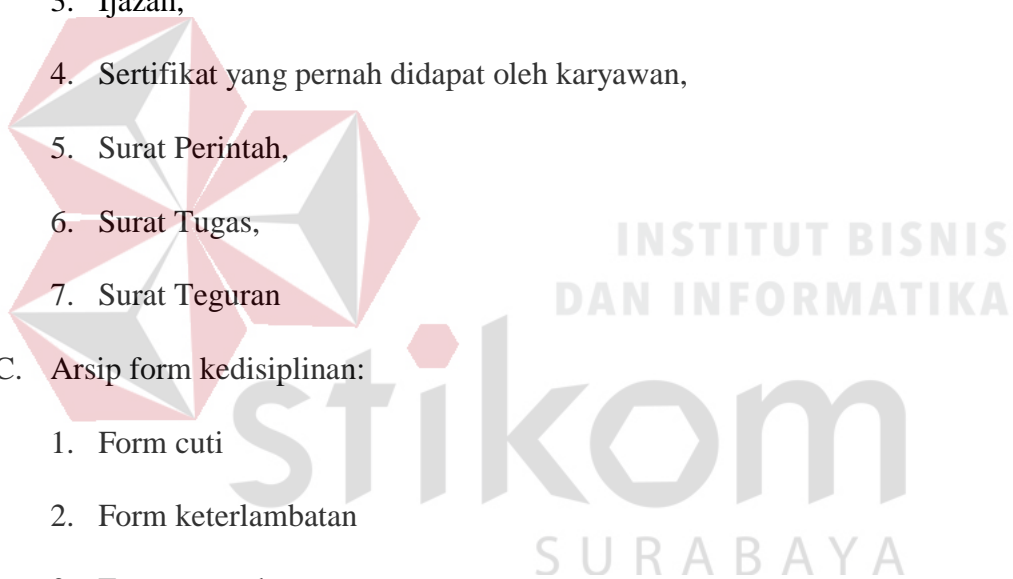 3. Ijazah,
4. Sertifikat yang pernah didapat oleh karyawan,
5. Surat Perintah,
6. Surat Tugas,
INSTITUT BISNIS
7. Surat Teguran
DAN INFORMATIKA
C. Arsip form kedisiplinan:
stikom
1. Form cuti
2. Form keterlambatan
SURABAYA